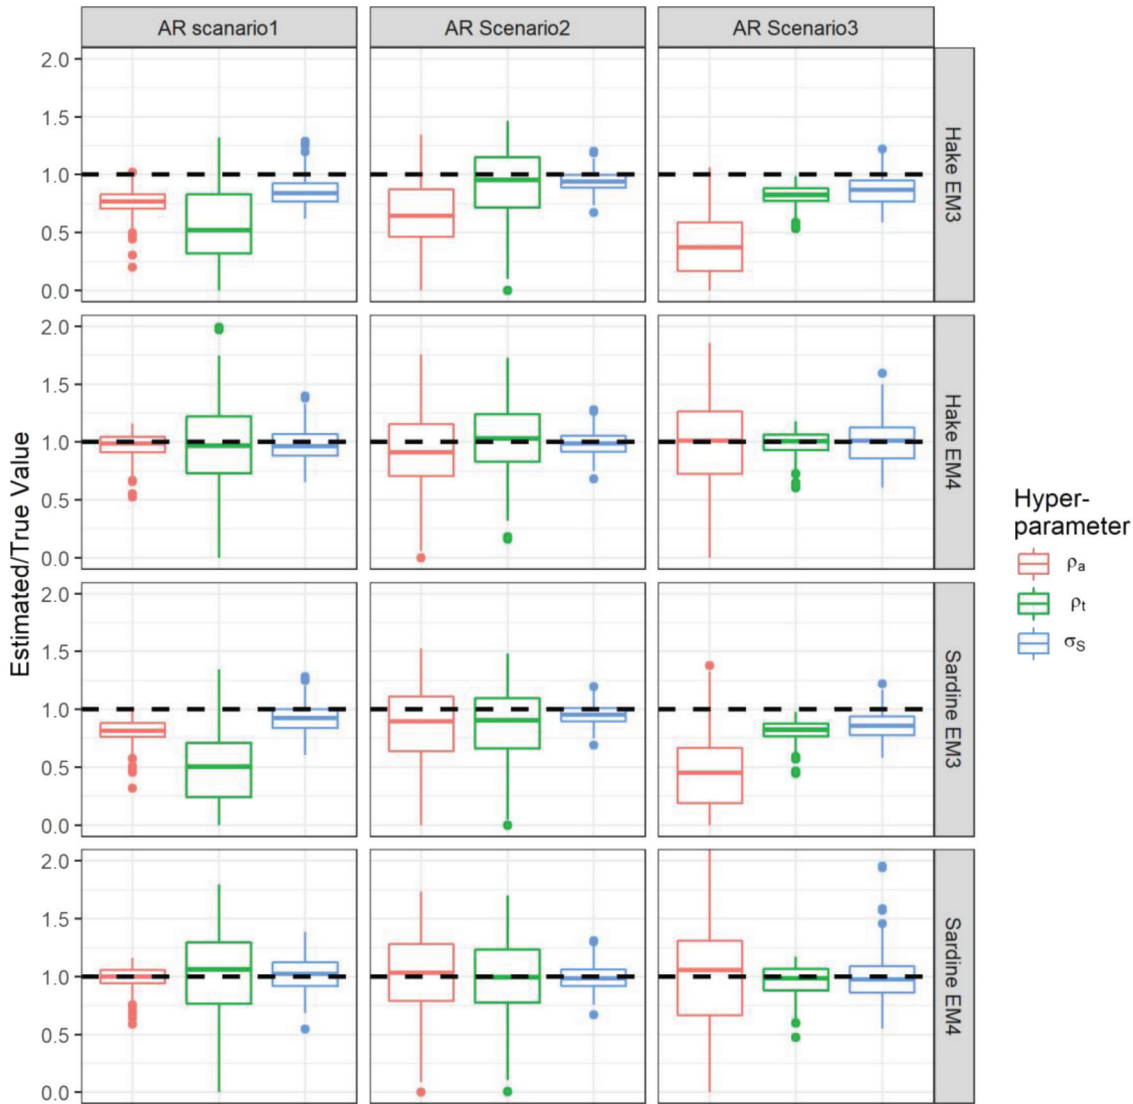 AR scanario1 AR Scenario2 AR Scenario3
Estimated/True Value
2.0
1.5
1.0
0.5
0.0
Hake EM3
2.0
1.5
1.0
0.5
0.0
Hake EM4
2.0
1.5
1.0
0.5
0.0
Sardine EM3
2.0
1.5
1.0
0.5
0.0
Sardine EM4
Hyper-
parameter
ρa
ρt
σS